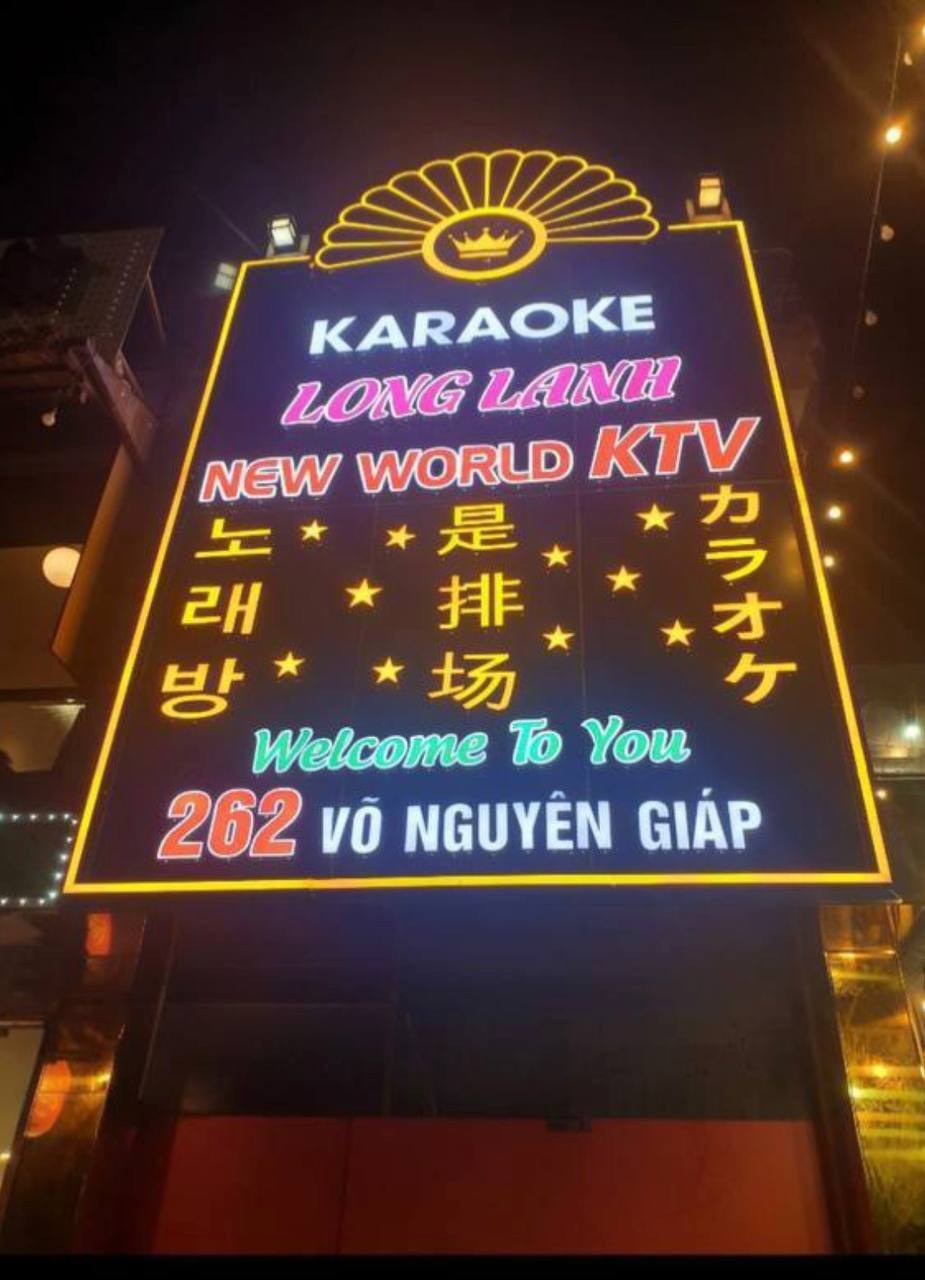 KARAOKE
LONG LANH
NEW WORLD KTV
노래방
是排场
カラオケ
Welcome To You
262 VÕ NGUYÊN GIÁP